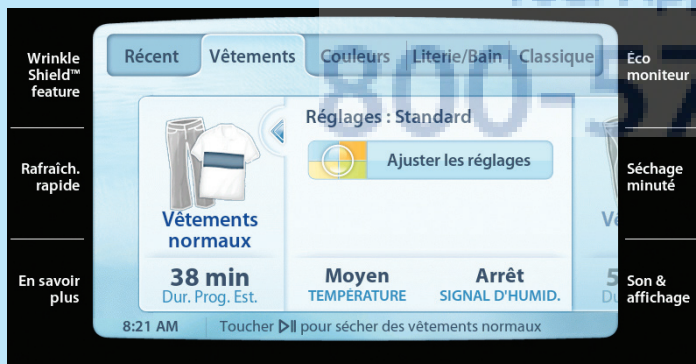 Wrinkle
Shield™
feature
Rafraîch.
rapide
En savoir
plus
Récent
Vêtements
Couleurs
Literie/Bain
Classique
Vêtements
normaux
38 min
Dur. Prog. Est.
Réglages : Standard
Ajuster les réglages
Moyen
TEMPÉRATURE
Arrêt
SIGNAL D'HUMID.
8:21 AM
Toucher pour sécher des vêtements normaux
Éco
moniteur
Séchage
minuté
Son &
affichage
800-57